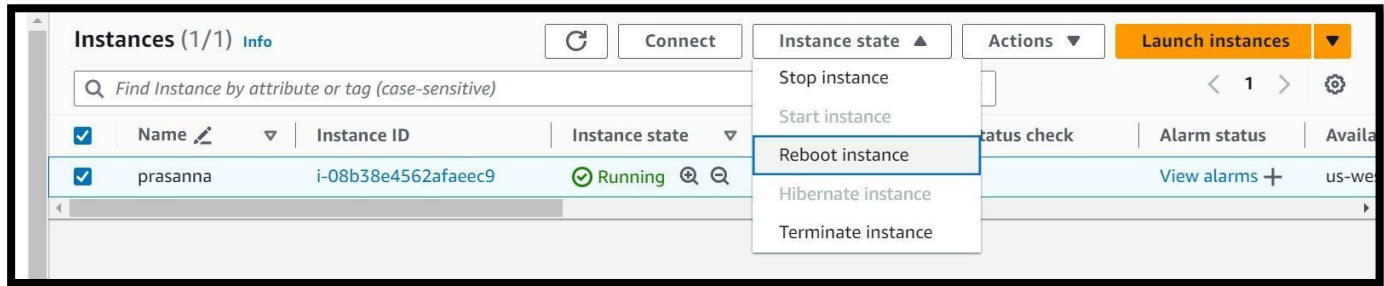 Instances (1/1) Info Connect Instance state ▲ Actions ▼ Launch instances ▼
Find Instance by attribute or tag (case-sensitive) < 1 >
Stop instance
Start instance
Name Instance ID Instance state tatus check Alarm status Availa
Reboot instance
prasanna i-08b38e4562afaeec9 Running View alarms + us-wes
Hibernate instance
Terminate instance